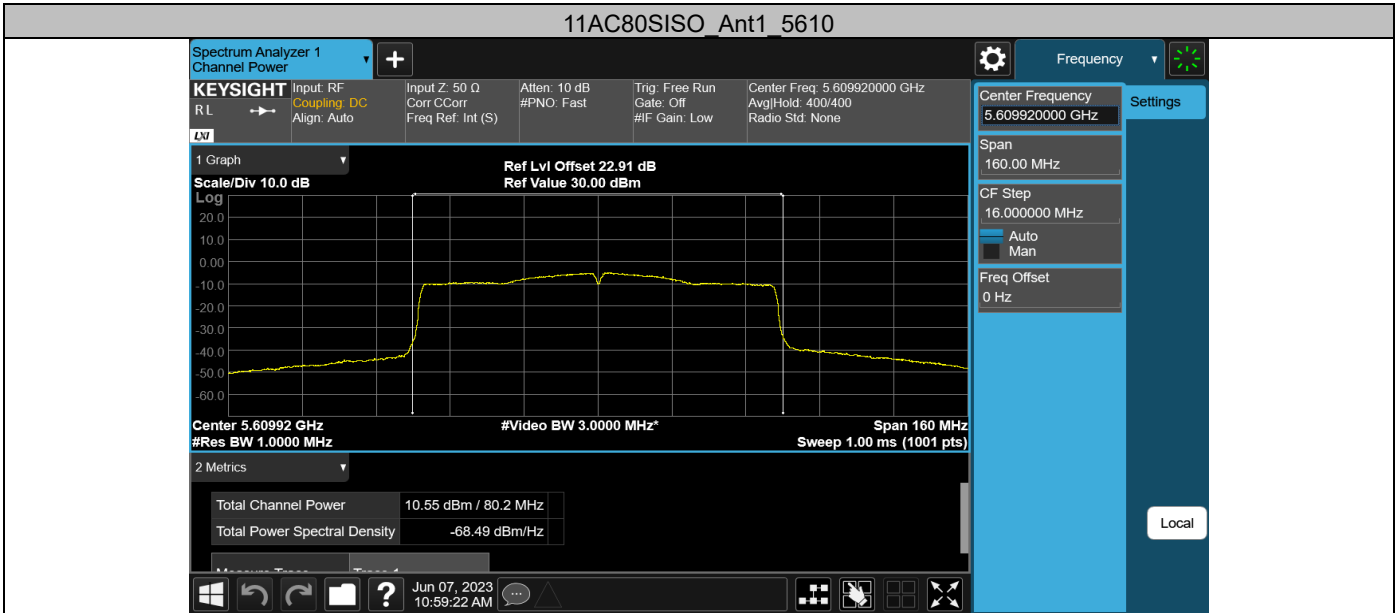 11AC80SISO_Ant1_5610
Spectrum Analyzer 1
Channel Power
Frequency
KEYSIGHT
R L
LXI
Input: RF
Coupling: DC
Align: Auto
Input Z: 50 Ω
Corr CCorr
Freq Ref: Int (S)
Atten: 10 dB
#PNO: Fast
Trig: Free Run
Gate: Off
#IF Gain: Low
Center Freq: 5.609920000 GHz
Avg|Hold: 400/400
Radio Std: None
1 Graph
Scale/Div 10.0 dB
Ref Lvl Offset 22.91 dB
Ref Value 30.00 dBm
Log
20.0
10.0
0.00
-10.0
-20.0
-30.0
-40.0
-50.0
-60.0
Center 5.60992 GHz
#Res BW 1.0000 MHz
#Video BW 3.0000 MHz*
Span 160 MHz
Sweep 1.00 ms (1001 pts)
2 Metrics
Total Channel Power 10.55 dBm / 80.2 MHz
Total Power Spectral Density -68.49 dBm/Hz
Measure Trace Trace 1
?
Jun 07, 2023
10:59:22 AM
Center Frequency
5.609920000 GHz
Settings
Span
160.00 MHz
CF Step
16.000000 MHz
Auto
Man
Freq Offset
0 Hz
Local